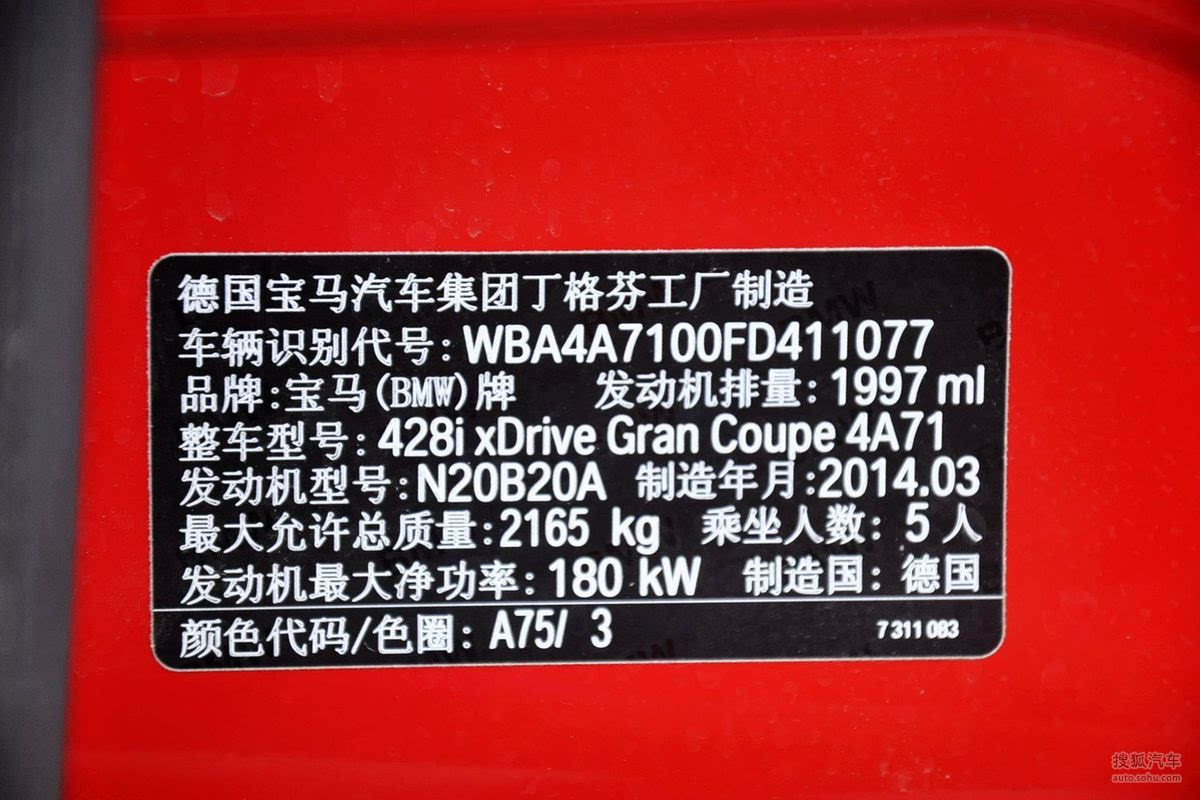 德国宝马汽车集团丁格芬工厂制造
车辆识别代号:WBA4A7100FD411077
品牌:宝马(BMW)牌 发动机排量: 1997 ml
整车型号: 428i xDrive Gran Coupe 4A71
发动机型号:N20B20A 制造年月:2014.03
最大允许总质量:2165 kg 乘坐人数: 5 人
发动机最大净功率: 180 kW 制造国: 德国
颜色代码/色圈: A75/ 3 7 311 083
搜狐汽车
auto.sohu.com